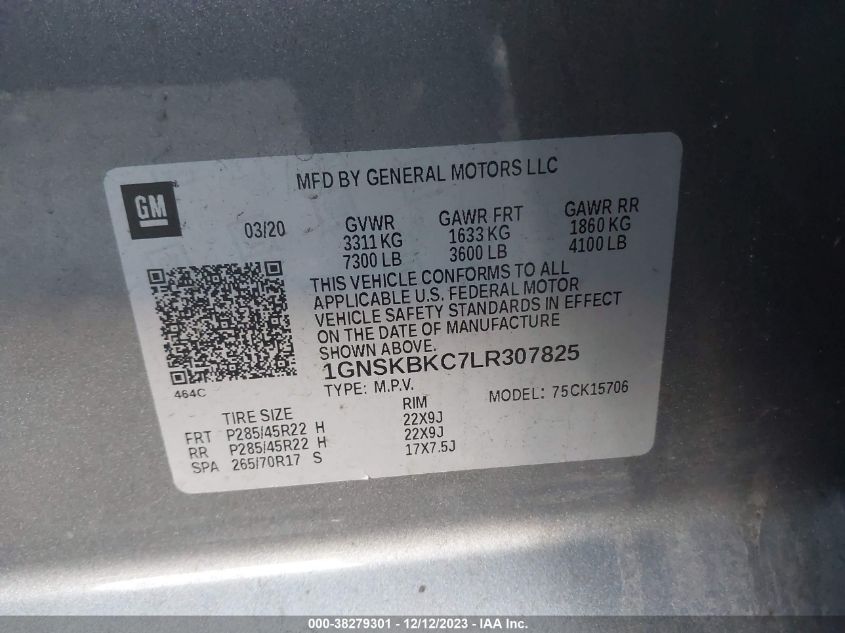 MFD BY GENERAL MOTORS LLC
GM
03/20 GVWR GAWR FRT GAWR RR
3311 KG 1633 KG 1860 KG
7300 LB 3600 LB 4100 LB
THIS VEHICLE CONFORMS TO ALL
APPLICABLE U.S. FEDERAL MOTOR
VEHICLE SAFETY STANDARDS IN EFFECT
ON THE DATE OF MANUFACTURE
SHOWN ABOVE.
1GNSKBKC7LR307825
464C
TYPE: M.P.V. MODEL: 75CK15706
TIRE SIZE RIM
FRT P285/45R22 H 22X9J
RR P285/45R22 H 22X9J
SPA 265/70R17 S 17X7.5J
000-38279301 - 12/12/2023 - IAA Inc.